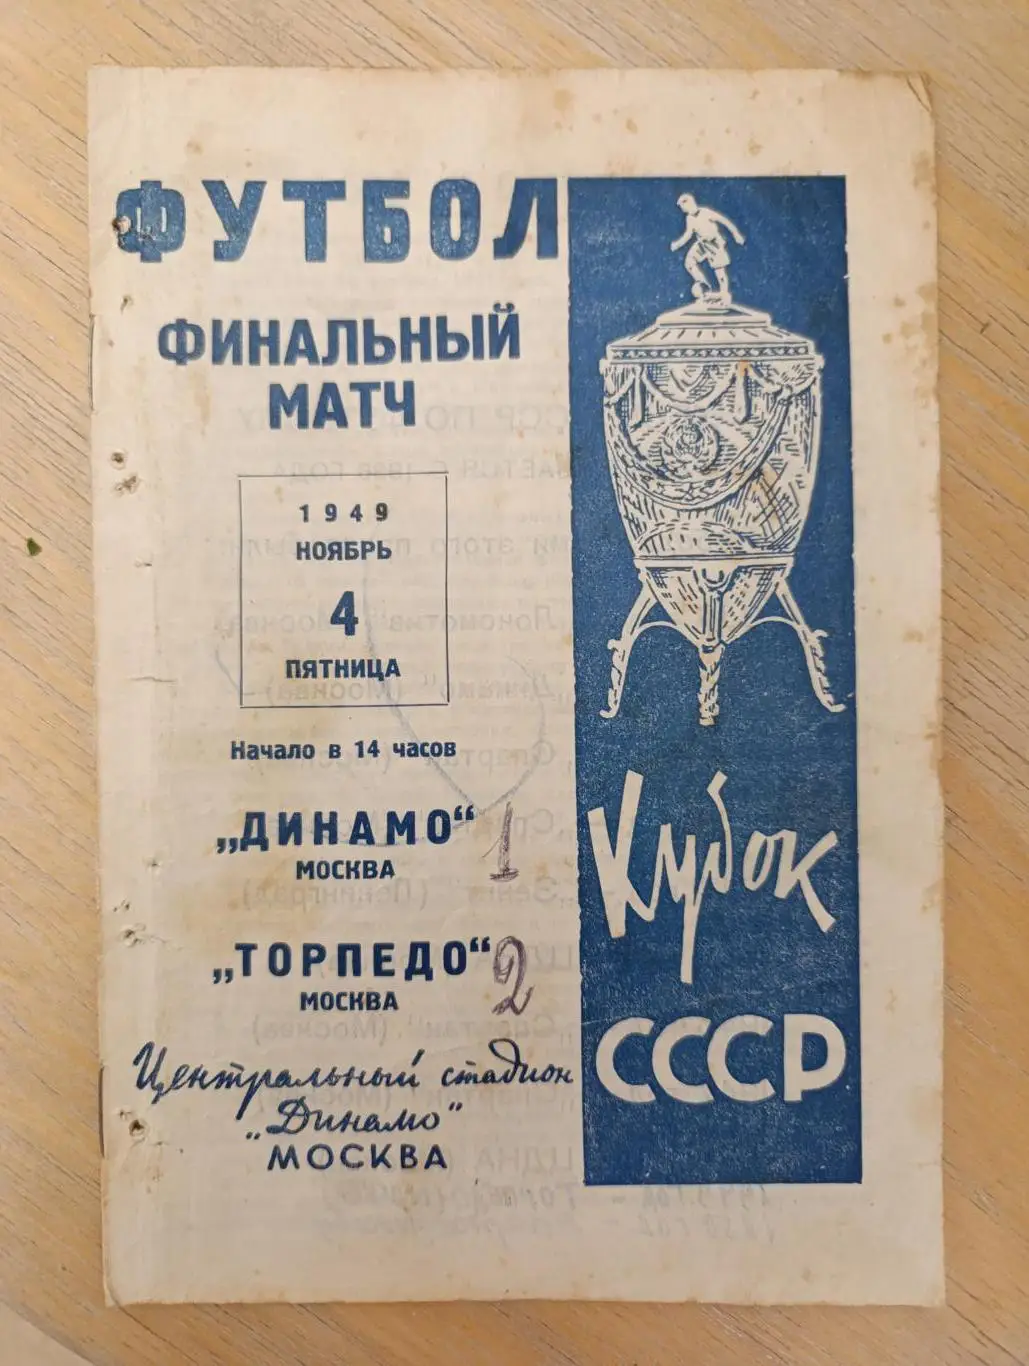 ФУТБОЛ
ФИНАЛЬНЫЙ
МАТЧ
1949
НОЯБРЬ
4
ПЯТНИЦА
Начало в 14 часов
„ДИНАМО“ 1
МОСКВА
„ТОРПЕДО“ 2
МОСКВА
Центральный стадион
„Динамо“
МОСКВА
Кубок
СССР